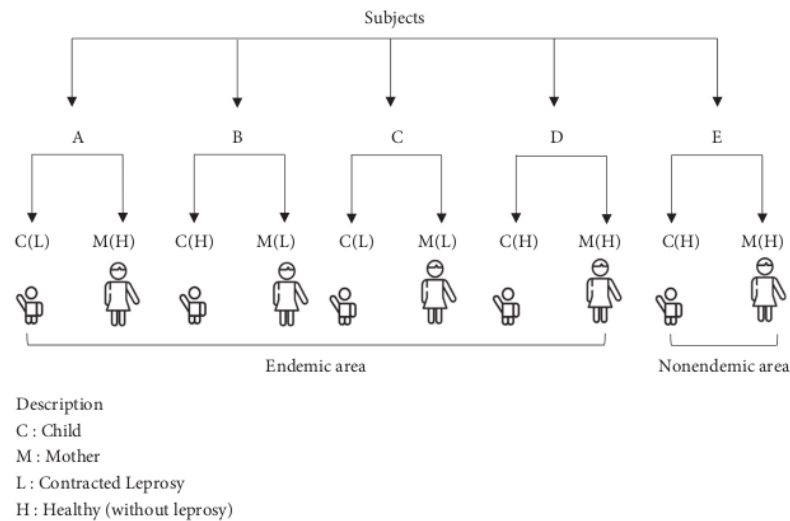 Subjects
A B C D E
C(L) M(H) C(H) M(L) C(L) M(L) C(H) M(H) C(H) M(H)
Endemic area Nonendemic area
Description
C : Child
M : Mother
L : Contracted Leprosy
H : Healthy (without leprosy)